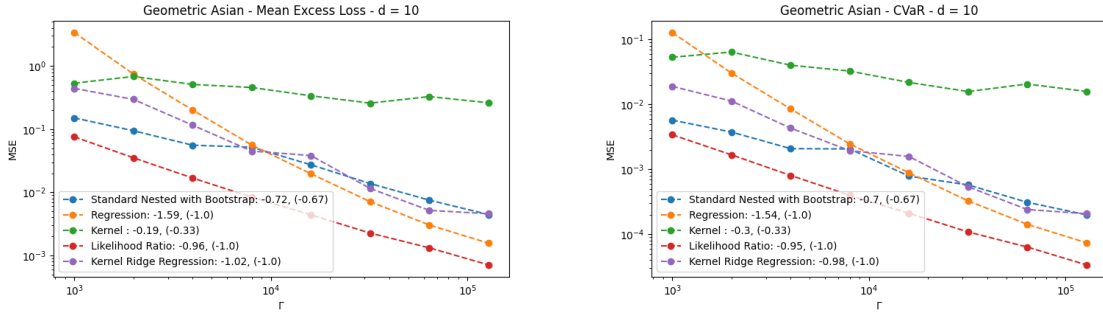 Geometric Asian - Mean Excess Loss - d = 10
MSE
10⁰
10⁻¹
10⁻²
10⁻³
Standard Nested with Bootstrap: -0.72, (-0.67)
Regression: -1.59, (-1.0)
Kernel : -0.19, (-0.33)
Likelihood Ratio: -0.96, (-1.0)
Kernel Ridge Regression: -1.02, (-1.0)
10³
10⁴
10⁵
Γ
Geometric Asian - CVaR - d = 10
MSE
10⁻¹
10⁻²
10⁻³
10⁻⁴
Standard Nested with Bootstrap: -0.7, (-0.67)
Regression: -1.54, (-1.0)
Kernel : -0.3, (-0.33)
Likelihood Ratio: -0.95, (-1.0)
Kernel Ridge Regression: -0.98, (-1.0)
10³
10⁴
10⁵
Γ